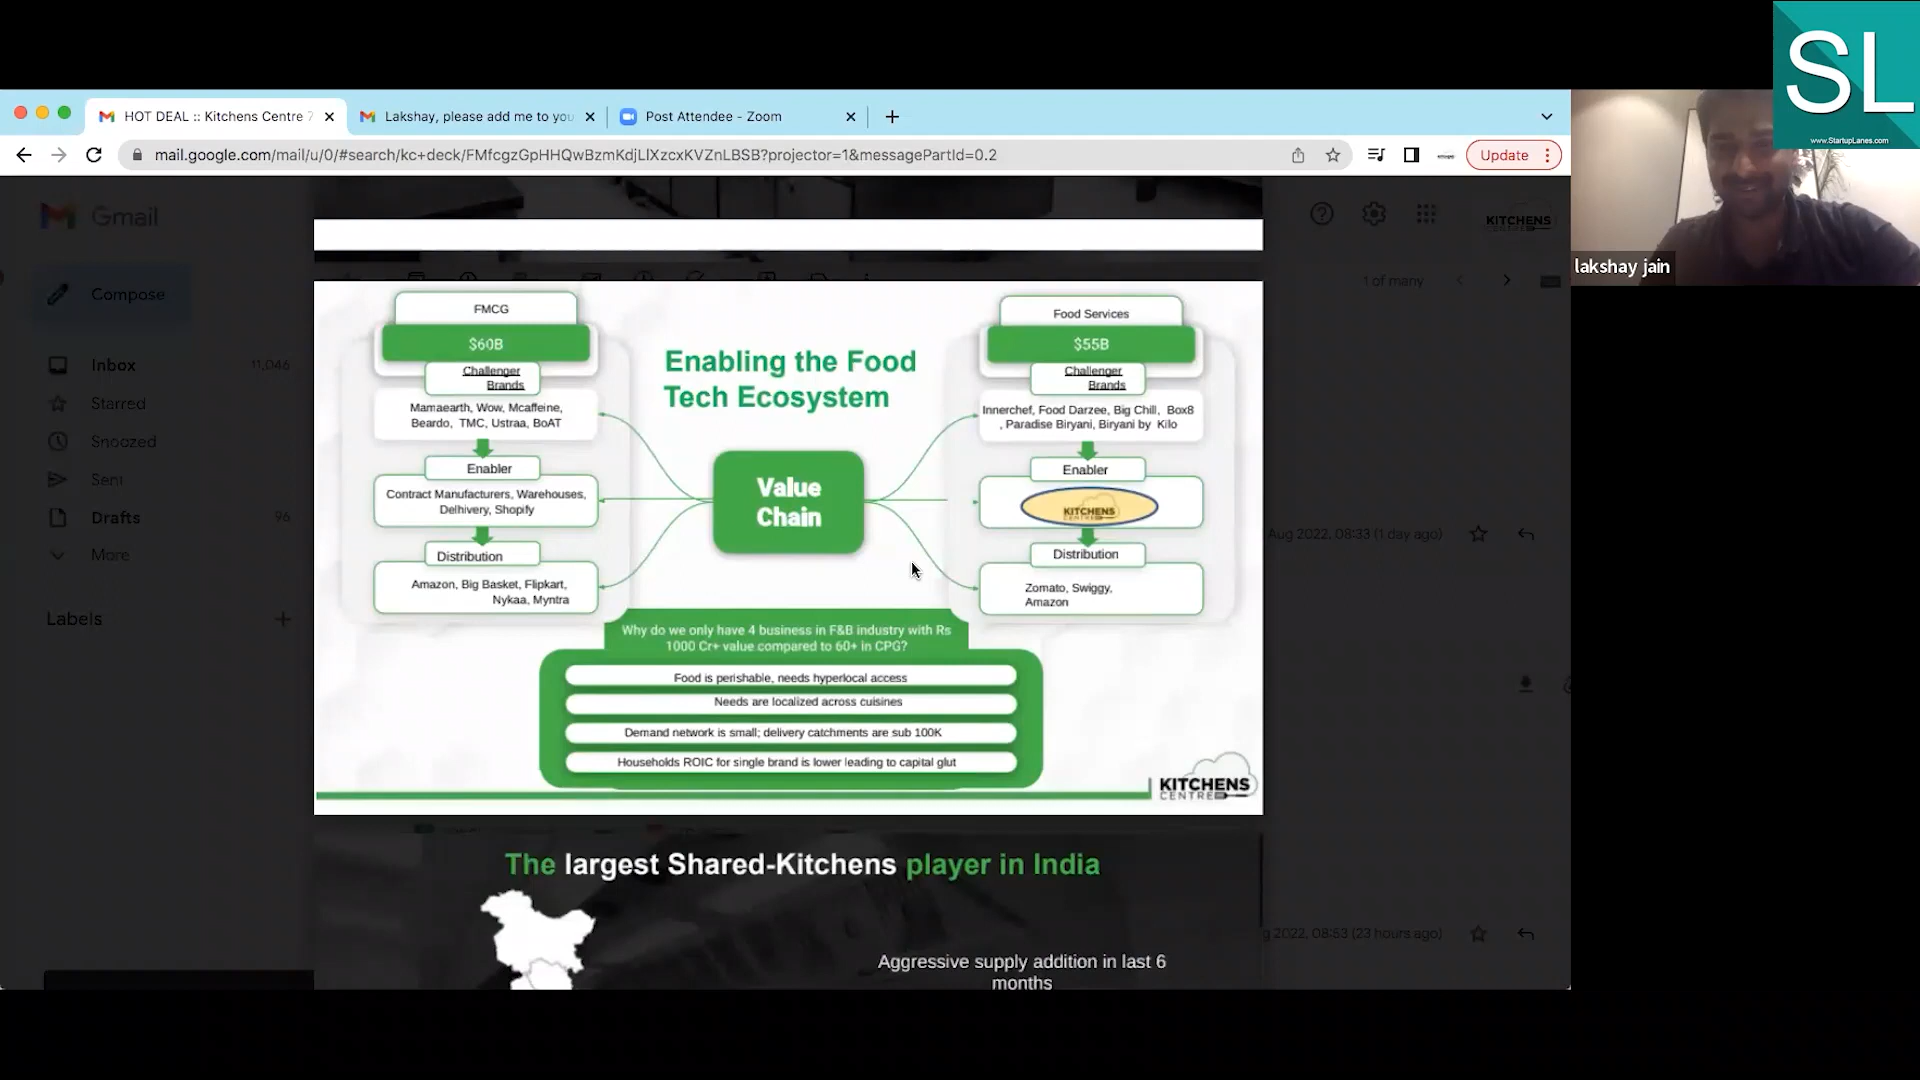 SL
www.StartupLanes.com
HOT DEAL :: Kitchens Centre 7
Lakshay, please add me to you
Post Attendee - Zoom
mail.google.com/mail/u/0/#search/kc+deck/FMfcgzGpHHQwBzmKdjLlXzcxKVZnLBSB?projector=1&messagePartId=0.2
Update
lakshay jain
Gmail
KITCHENS
Compose
1 of many
Inbox
11,046
Starred
Snoozed
Sent
Drafts
96
More
Labels
Aug 2022, 08:33 (1 day ago)
2022, 08:53 (23 hours ago)
FMCG
$60B
Challenger
Brands
Mamaearth, Wow, Mcaffeine,
Beardo, TMC, Ustraa, BoAT
Enabler
Contract Manufacturers, Warehouses,
Delhivery, Shopify
Distribution
Amazon, Big Basket, Flipkart,
Nykaa, Myntra
Enabling the Food
Tech Ecosystem
Value
Chain
Food Services
$55B
Challenger
Brands
Innerchef, Food Darzee, Big Chill, Box8
, Paradise Biryani, Biryani by Kilo
Enabler
KITCHENS
CENTRE
Distribution
Zomato, Swiggy,
Amazon
Why do we only have 4 business in F&B industry with Rs
1000 Cr+ value compared to 60+ in CPG?
Food is perishable, needs hyperlocal access
Needs are localized across cuisines
Demand network is small; delivery catchments are sub 100K
Households ROIC for single brand is lower leading to capital glut
KITCHENS
CENTRE
The largest Shared-Kitchens player in India
Aggressive supply addition in last 6
months